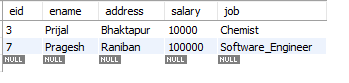 eid ename address salary job
3 Prijal Bhaktapur 10000 Chemist
7 Pragesh Raniban 100000 Software_Engineer
NULL NULL NULL NULL NULL